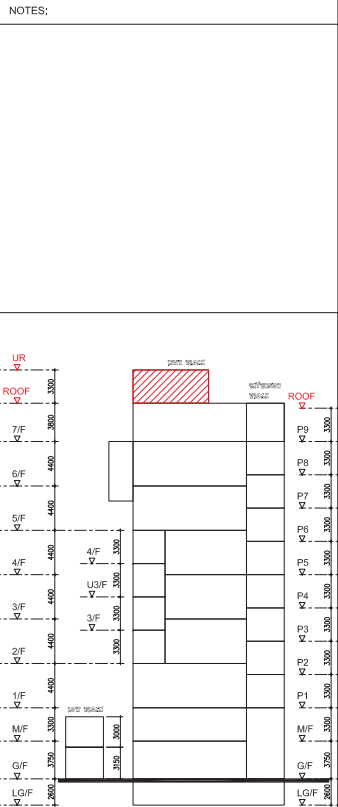 NOTES:
UR
3300
ROOF
ROOF
3800
7/F
P9
3300
4400
P8
3300
6/F
P7
3300
4400
5/F
P6
3300
4400
4/F
3300
P5
3300
4/F
4400
U3/F
3300
P4
3300
3/F
3/F
3300
P3
3300
4400
3300
2/F
P2
3300
4400
1/F
P1
3300
M/F
3300
3000
M/F
3300
G/F
3750
3150
G/F
3750
LG/F
2600
LG/F
2600